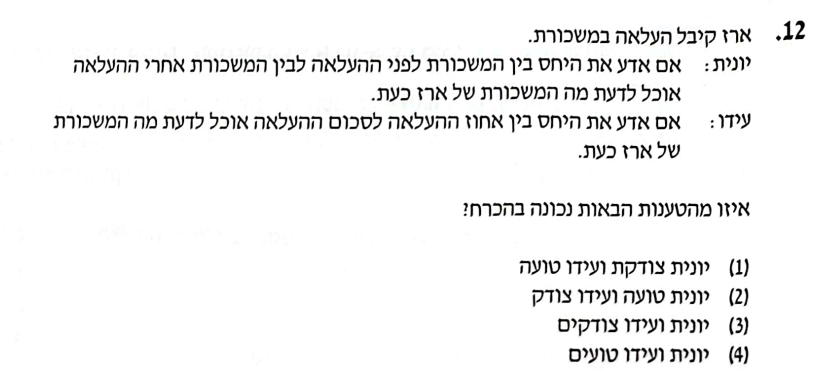 12. ארז קיבל העלאה במשכורת.
יונית: אם אדע את היחס בין המשכורת לפני ההעלאה לבין המשכורת אחרי ההעלאה
אוכל לדעת מה המשכורת של ארז כעת.
עידו: אם אדע את היחס בין אחוז ההעלאה לסכום ההעלאה אוכל לדעת מה המשכורת
של ארז כעת.
איזו מהטענות הבאות נכונה בהכרח?
(1) יונית צודקת ועידו טועה
(2) יונית טועה ועידו צודק
(3) יונית ועידו צודקים
(4) יונית ועידו טועים